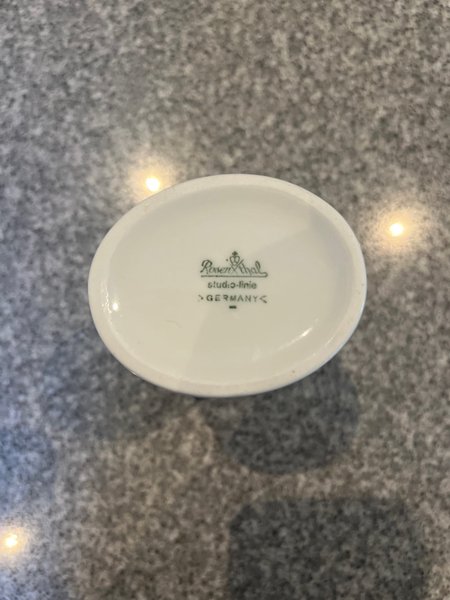 Rosenthal
studio-linie
>GERMANY<